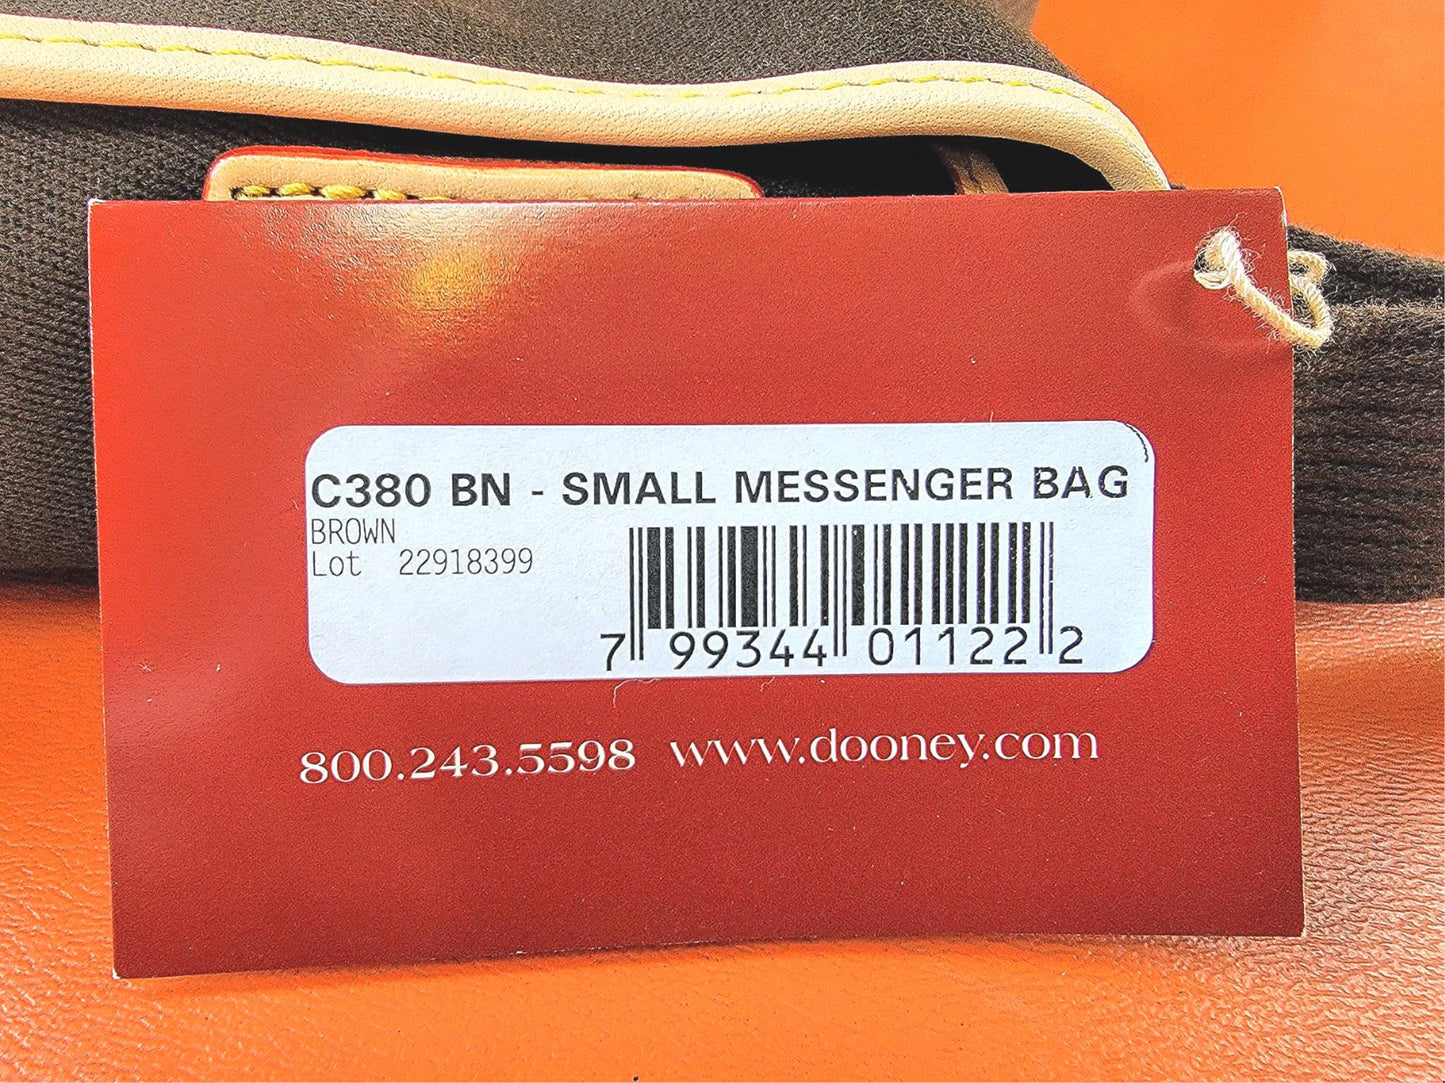 C380 BN - SMALL MESSENGER BAG
BROWN
Lot 22918399
7 99344 01122 2
800.243.5598 www.dooney.com